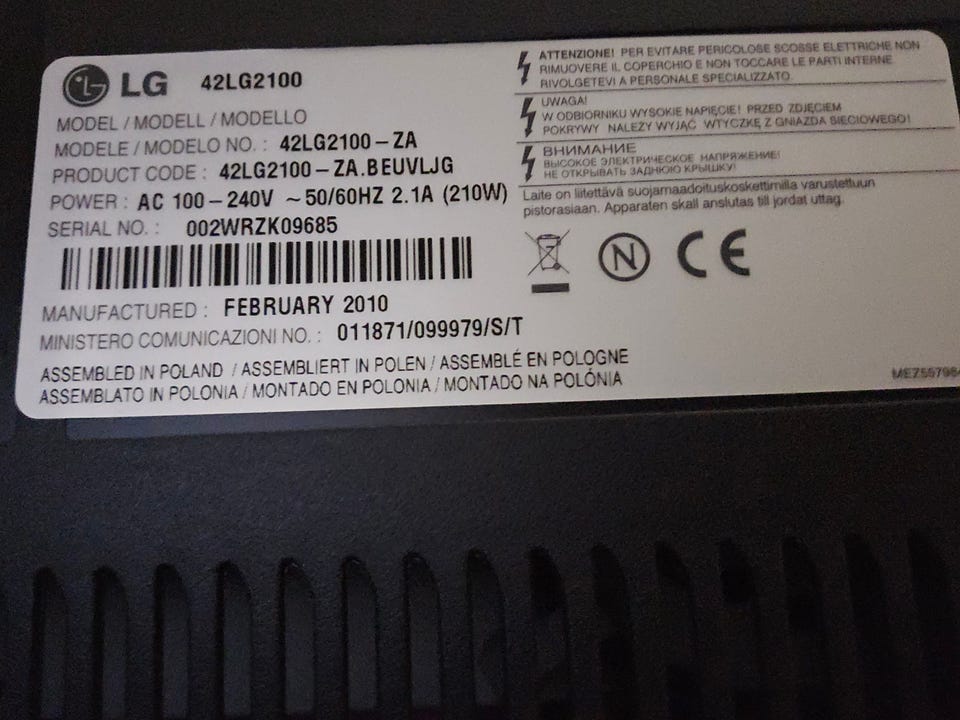 LG 42LG2100
MODEL / MODELL / MODELLO
MODELE / MODELO NO. : 42LG2100-ZA
PRODUCT CODE : 42LG2100-ZA.BEUVLJG
POWER : AC 100-240V ~50/60HZ 2.1A (210W)
SERIAL NO. : 002WRZK09685
MANUFACTURED : FEBRUARY 2010
MINISTERO COMUNICAZIONI NO. : 011871/099979/S/T
ASSEMBLED IN POLAND / ASSEMBLIERT IN POLEN / ASSEMBLÉ EN POLOGNE
ASSEMBLATO IN POLONIA / MONTADO EN POLONIA / MONTADO NA POLÓNIA
ATTENZIONE! PER EVITARE PERICOLOSE SCOSSE ELETTRICHE NON
RIMUOVERE IL COPERCHIO E NON TOCCARE LE PARTI INTERNE.
RIVOLGETEVI A PERSONALE SPECIALIZZATO.
UWAGA!
W ODBIORNIKU WYSOKIE NAPIĘCIE! PRZED ZDJĘCIEM
POKRYWY NALEŻY WYJĄĆ WTYCZKĘ Z GNIAZDA SIECIOWEGO!
ВНИМАНИЕ
ВЫСОКОЕ ЭЛЕКТРИЧЕСКОЕ НАПРЯЖЕНИЕ!
НЕ ОТКРЫВАТЬ ЗАДНЮЮ КРЫШКУ!
Laite on liitettävä suojamaadoituskoskettimilla varustettuun
pistorasiaan. Apparaten skall anslutas till jordat uttag.
N CE